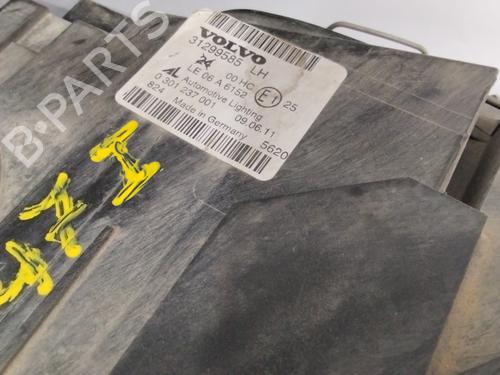 VOLVO
31299585 LH
00 HC
LE 06 A 6152
E1 25
AL Automotive Lighting
0 301 237 001 09.06.11
824 Made in Germany 5620
B-PARTS